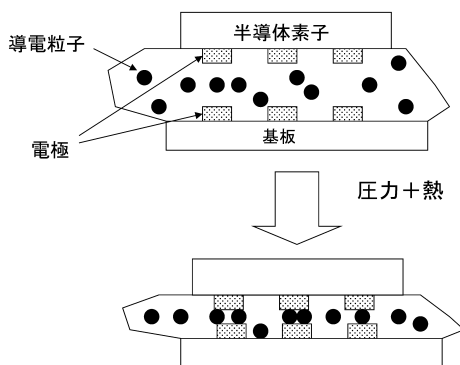 半導体素子
導電粒子
電極
基板
圧力＋熱